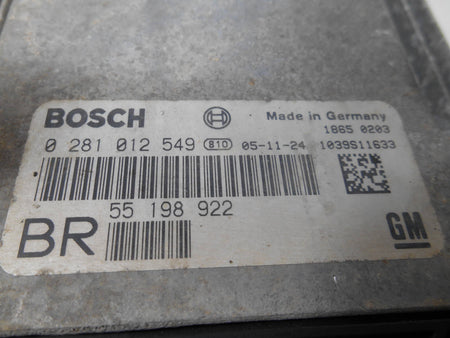 BOSCH Made in Germany
1865 0203
0 281 012 549 810 05-11-24 1039S11633
55 198 922
BR GM